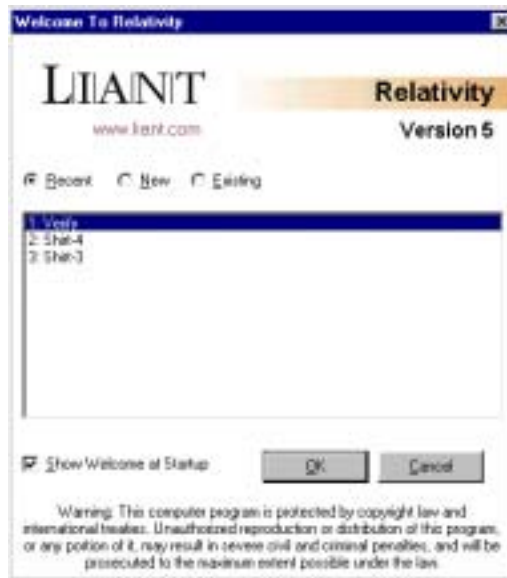 Welcome To Relativity
LIANT
Relativity
www.liant.com
Version 5
Recent New Existing
1: Verify
2: Shirt-4
3: Shirt-3
Show Welcome at Startup
OK
Cancel
Warning: This computer program is protected by copyright law and
international treaties. Unauthorized reproduction or distribution of this program,
or any portion of it, may result in severe civil and criminal penalties, and will be
prosecuted to the maximum extent possible under the law.